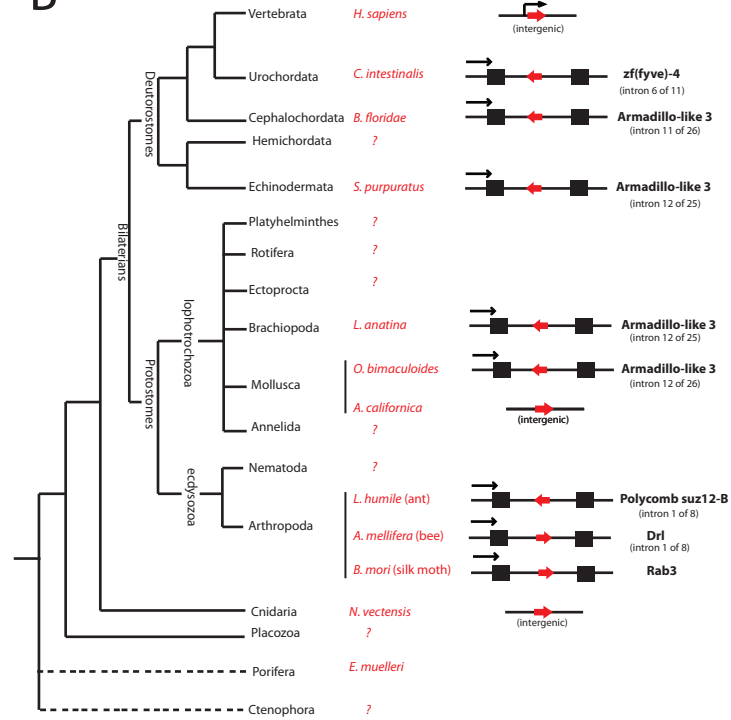 D
Vertebrata H. sapiens
(intergenic)
Urochordata C. intestinalis zf(fyve)-4
(intron 6 of 11)
Cephalochordata B. floridae Armadillo-like 3
(intron 11 of 26)
Hemichordata ?
Echinodermata S. purpuratus Armadillo-like 3
(intron 12 of 25)
Deutorostomes
Platyhelminthes ?
Rotifera ?
Ectoprocta ?
Bilaterians
lophotrochozoa
Brachiopoda L. anatina Armadillo-like 3
(intron 12 of 25)
O. bimaculoides Armadillo-like 3
(intron 12 of 26)
Mollusca
A. californica
(intergenic)
Annelida ?
Protostomes
Nematoda ?
ecdysozoa
L. humile (ant) Polycomb suz12-B
(intron 1 of 8)
Arthropoda
A. mellifera (bee) Drl
(intron 1 of 8)
B. mori (silk moth) Rab3
Cnidaria N. vectensis
(intergenic)
Placozoa ?
Porifera E. muelleri
Ctenophora ?